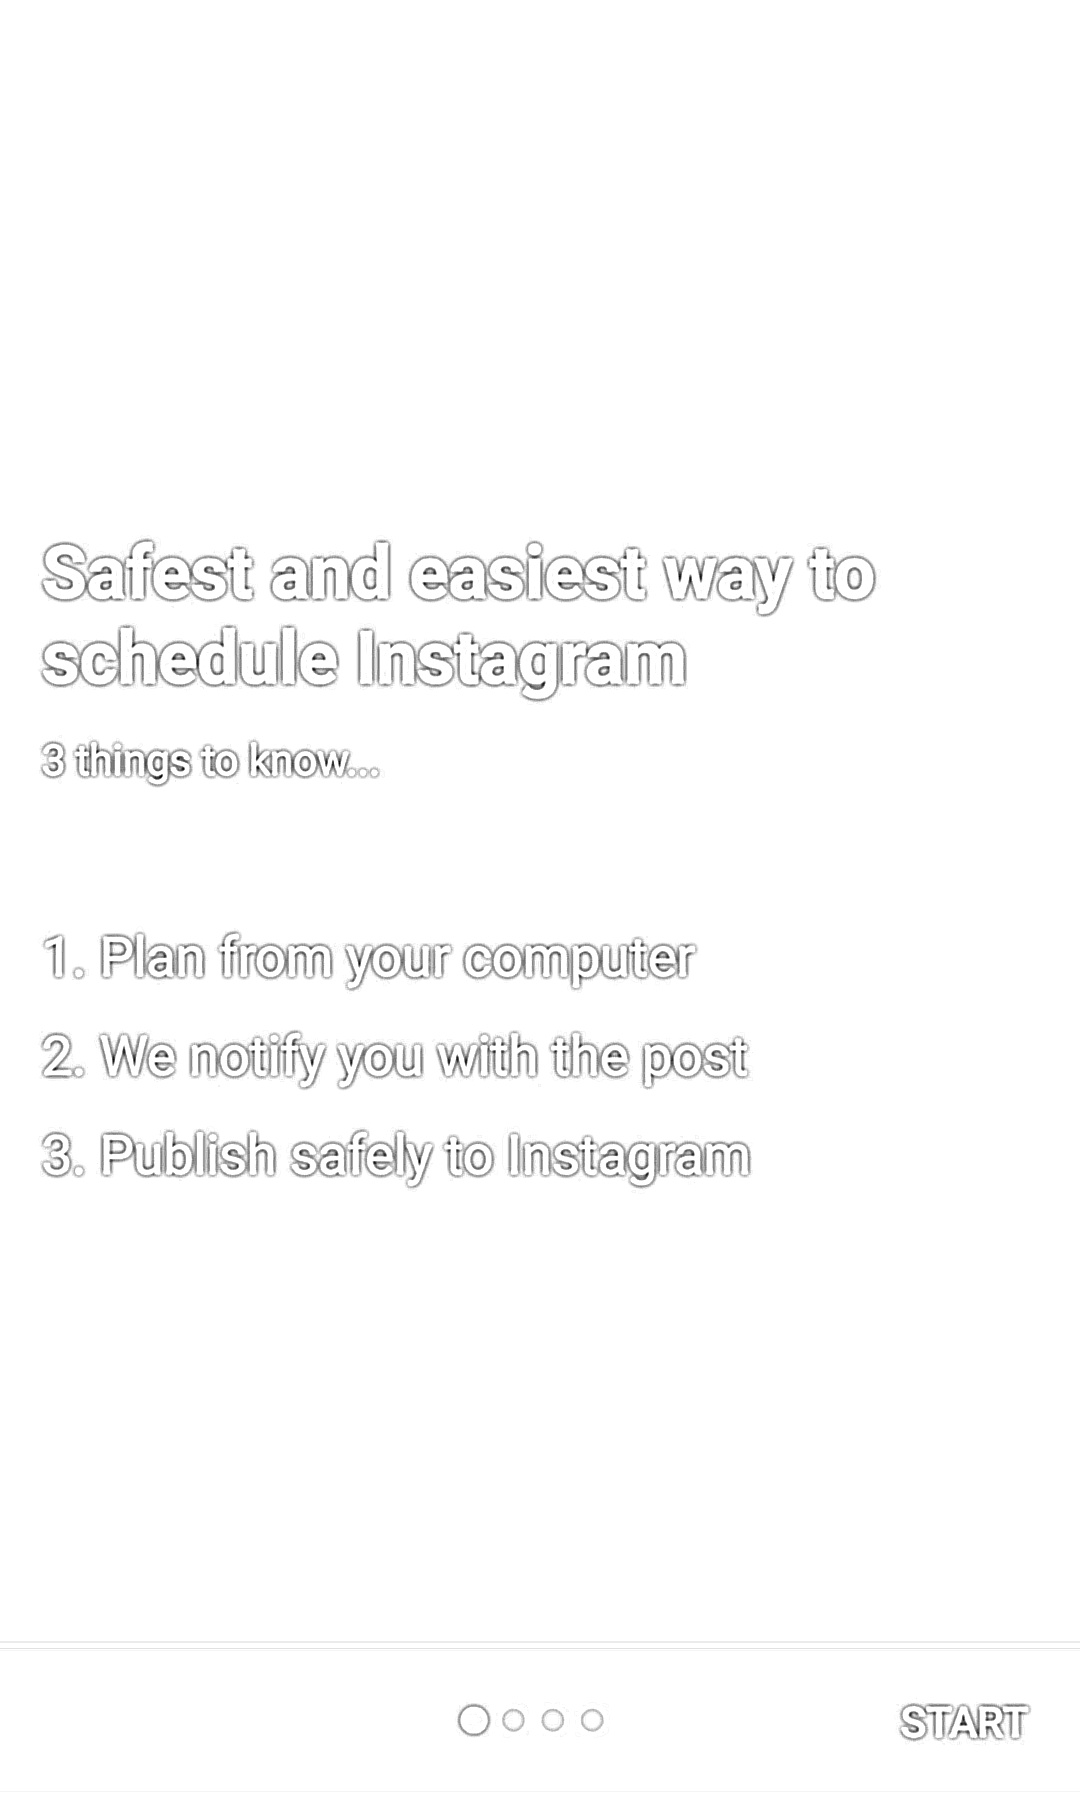 Safest and easiest way to
schedule Instagram
3 things to know...
1. Plan from your computer
2. We notify you with the post
3. Publish safely to Instagram
START